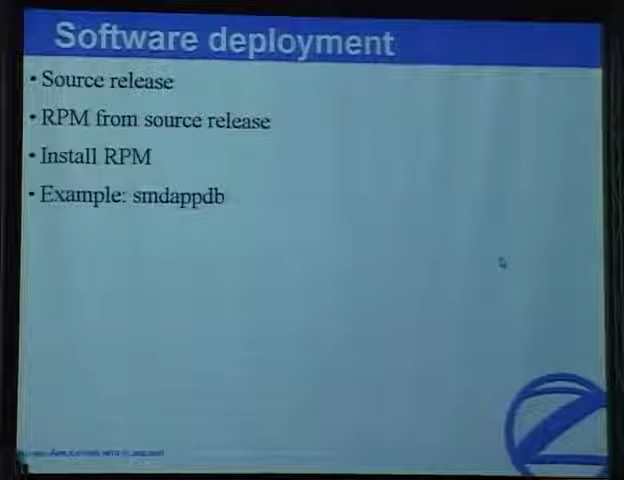 Software deployment
• Source release
• RPM from source release
• Install RPM
• Example: smdappdb